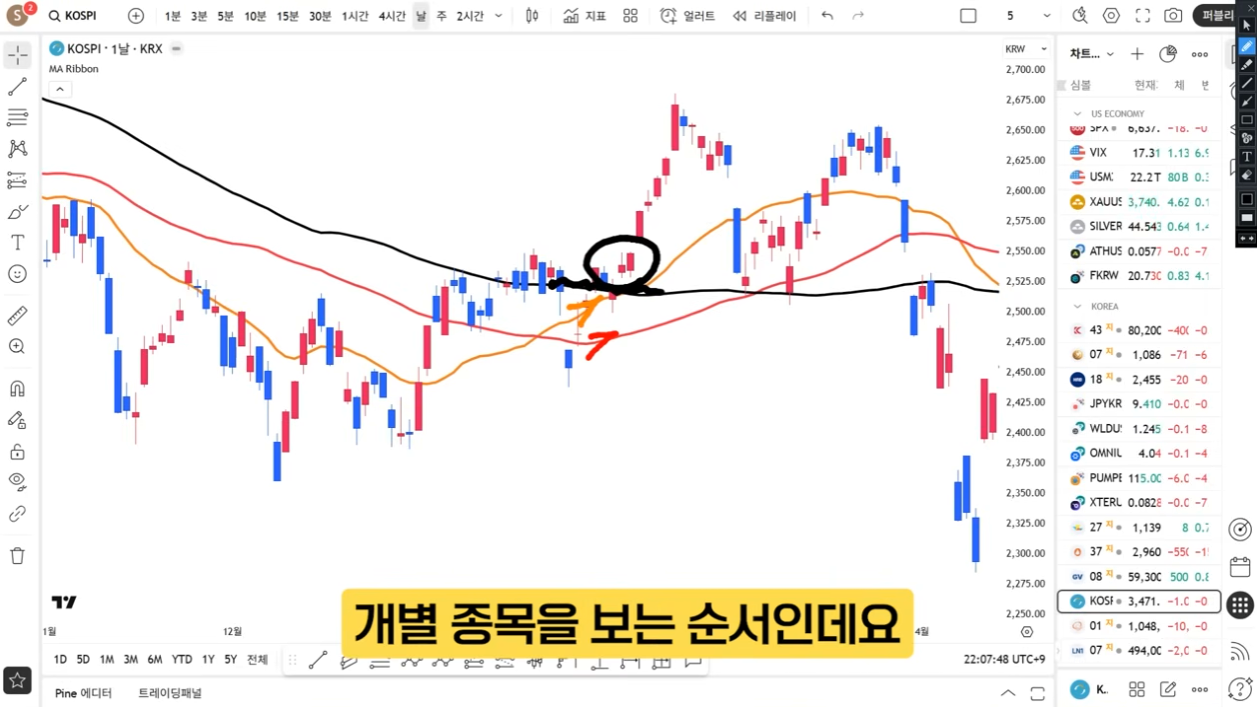 S 2 KOSPI 1분 3분 5분 10분 15분 30분 1시간 4시간 날 주 2시간 지표 얼러트 리플레이 5 퍼블리
KOSPI · 1날 · KRX
MA Ribbon
KRW
2,700.00
2,675.00
2,650.00
2,625.00
2,600.00
2,575.00
2,550.00
2,525.00
2,500.00
2,475.00
2,450.00
2,425.00
2,400.00
2,375.00
2,350.00
2,325.00
2,300.00
2,275.00
2,250.00
차트...
심볼 현재 체
US ECONOMY
SPX 6,637. -18. -0
VIX 17.31 1.13 6.9
USM 22.2T 80B 0.3
XAUUS 3,740. 4.62 0.1
SILVER 44.543 0.64 1.4
ATHUS 0.0577 -0.0 -7
FKRW 20.730 0.83 4.1
KOREA
43 지 80,200 -400 -0
07 지 1,086 -71 -6
18 지 2,455 -20 -0
JPYKR 9.410 -0.0 -0
WLDUS 1.245 -0.1 -8
OMNIU 4.04 -0.1 -4
PUMPE 115.00 -6.0 -4
XTERU 0.0828 -0.0 -7
27 지 1,139 8 0.7
37 지 2,960 -550 -1
GV 08 지 59,300 500 0.8
KOSF 3,471. -1.0 -0
01 지 1,048, -10, -0
LNT 07 지 494,00 -2,0 -0
1월 12월 4월
개별 종목을 보는 순서인데요
1D 5D 1M 3M 6M YTD 1Y 5Y 전체 22:07:48 UTC+9
Pine 에디터 트레이딩패널 K.